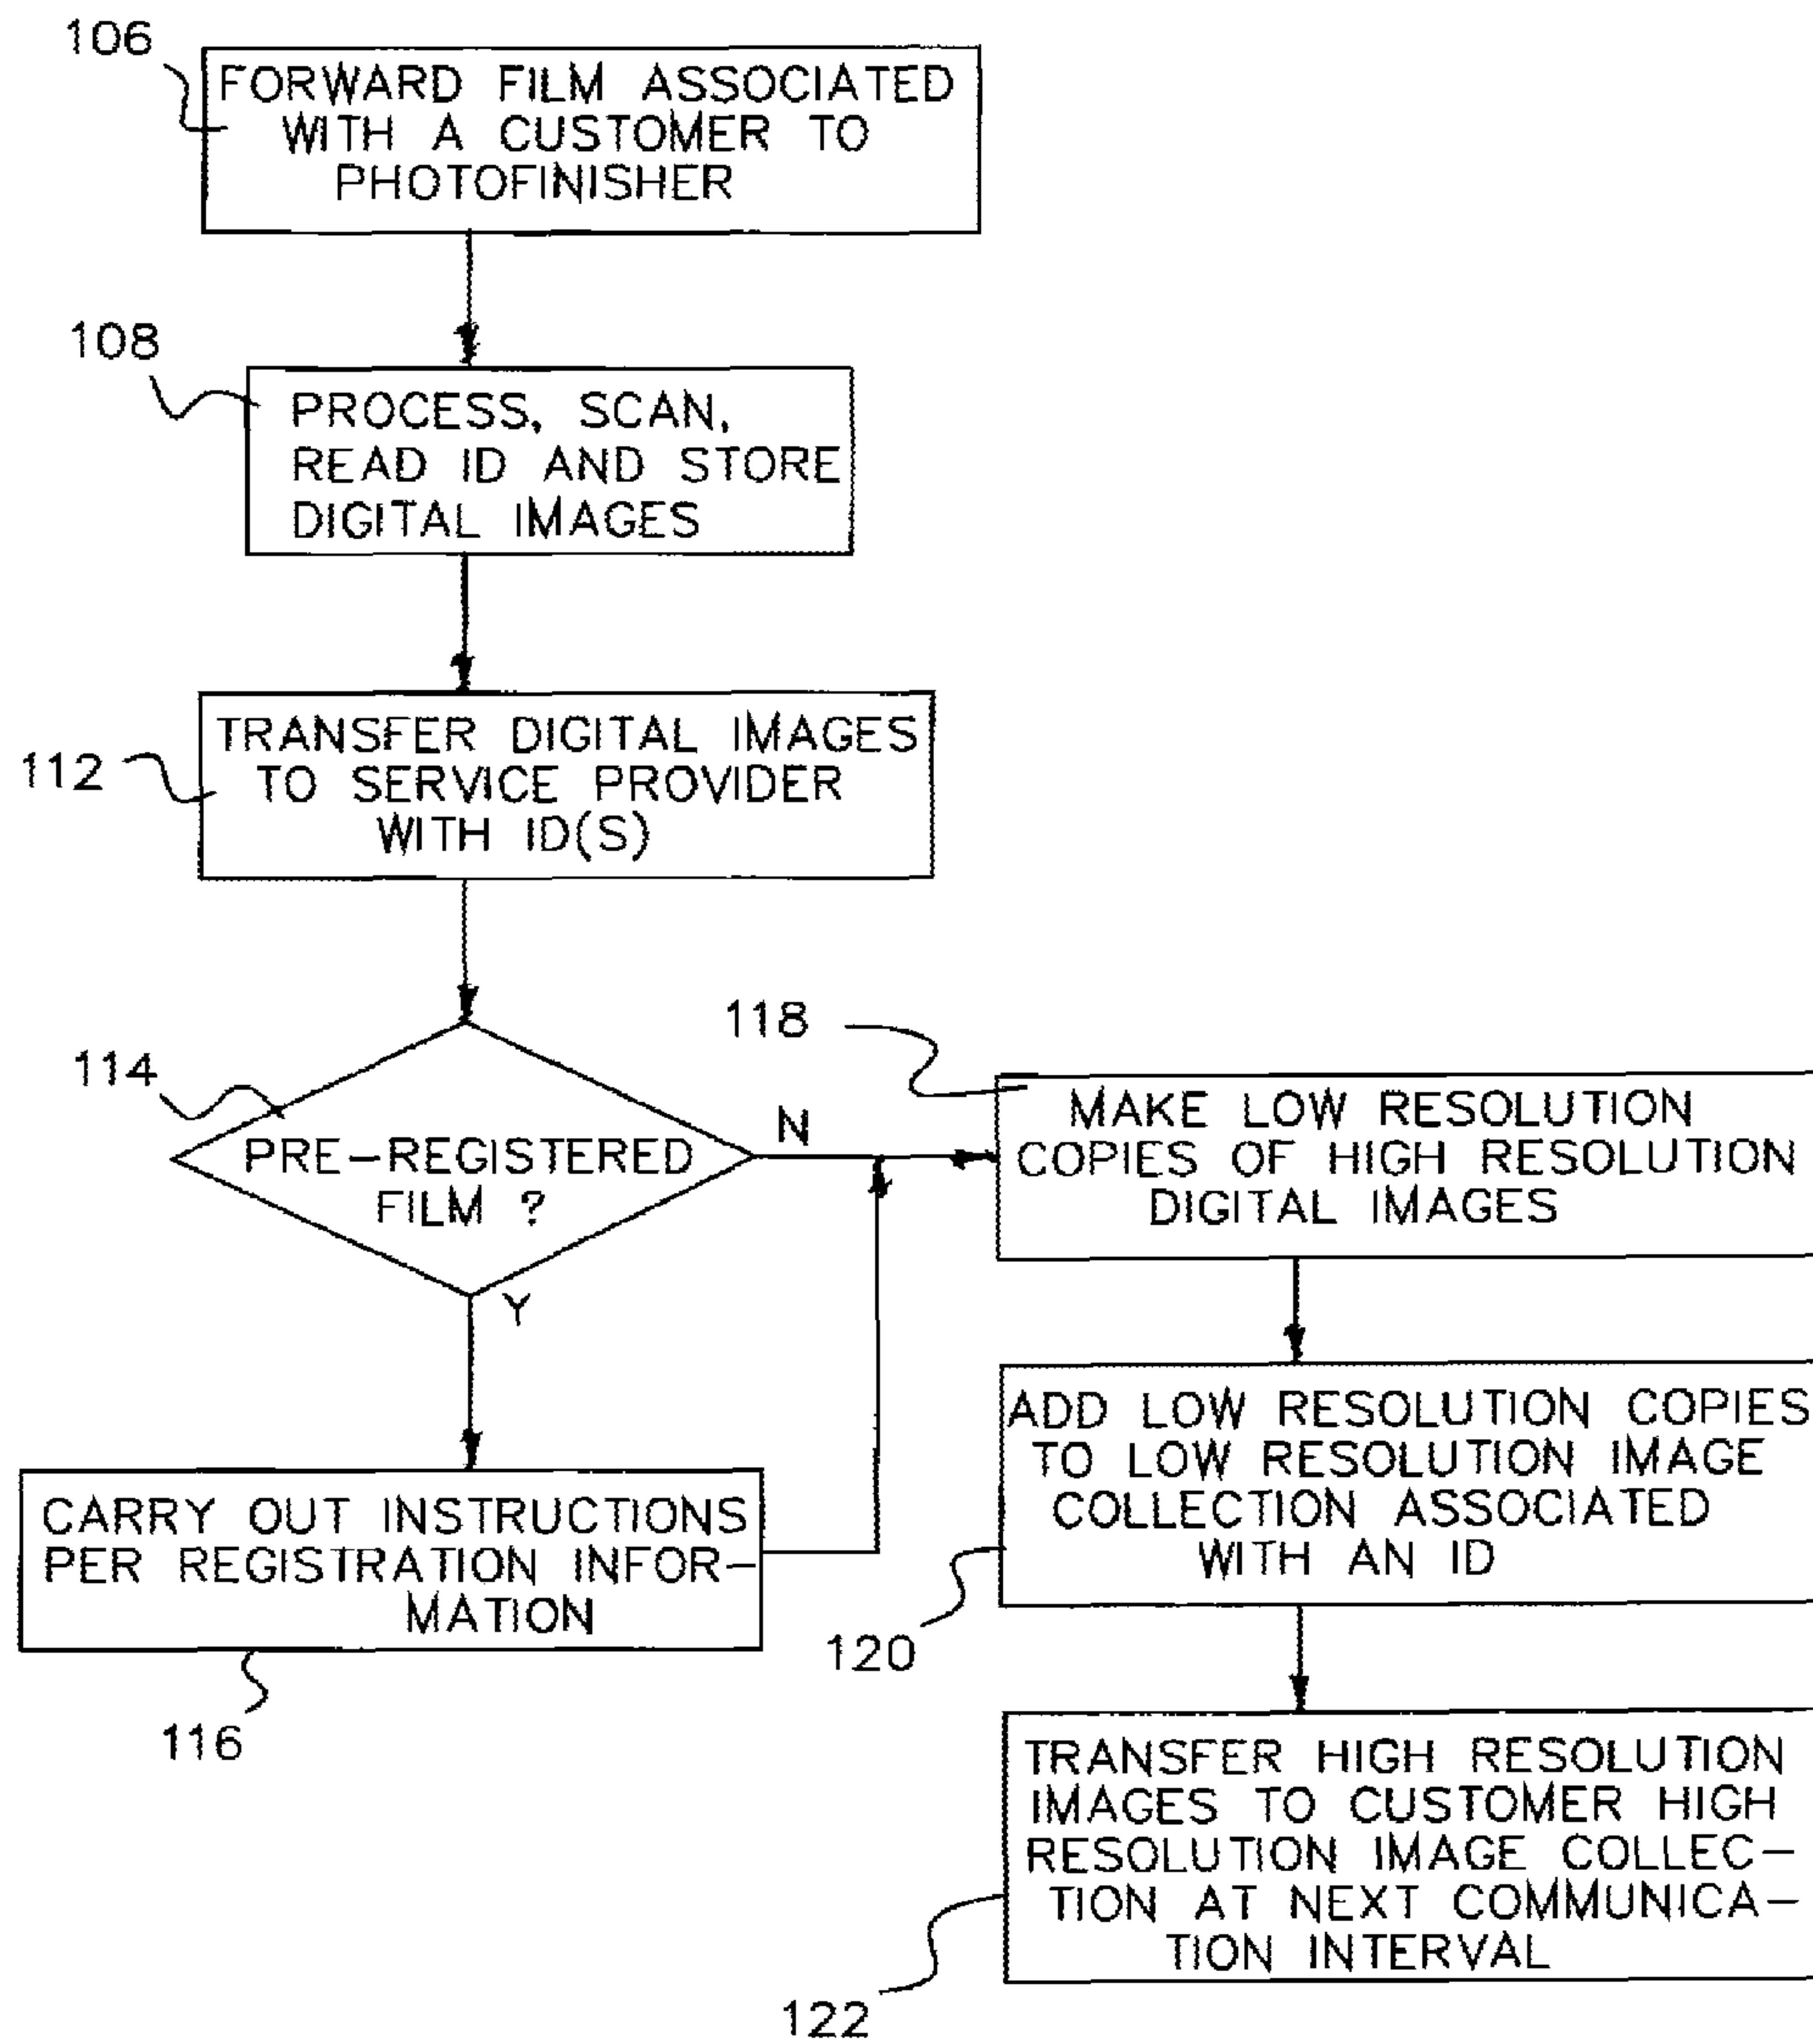 106
FORWARD FILM ASSOCIATED
WITH A CUSTOMER TO
PHOTOFINISHER
108
PROCESS, SCAN,
READ ID AND STORE
DIGITAL IMAGES
112
TRANSFER DIGITAL IMAGES
TO SERVICE PROVIDER
WITH ID(S)
114
PRE-REGISTERED
FILM ?
N
Y
CARRY OUT INSTRUCTIONS
PER REGISTRATION INFOR-
MATION
116
118
MAKE LOW RESOLUTION
COPIES OF HIGH RESOLUTION
DIGITAL IMAGES
ADD LOW RESOLUTION COPIES
TO LOW RESOLUTION IMAGE
COLLECTION ASSOCIATED
WITH AN ID
120
TRANSFER HIGH RESOLUTION
IMAGES TO CUSTOMER HIGH
RESOLUTION IMAGE COLLEC-
TION AT NEXT COMMUNICA-
TION INTERVAL
122